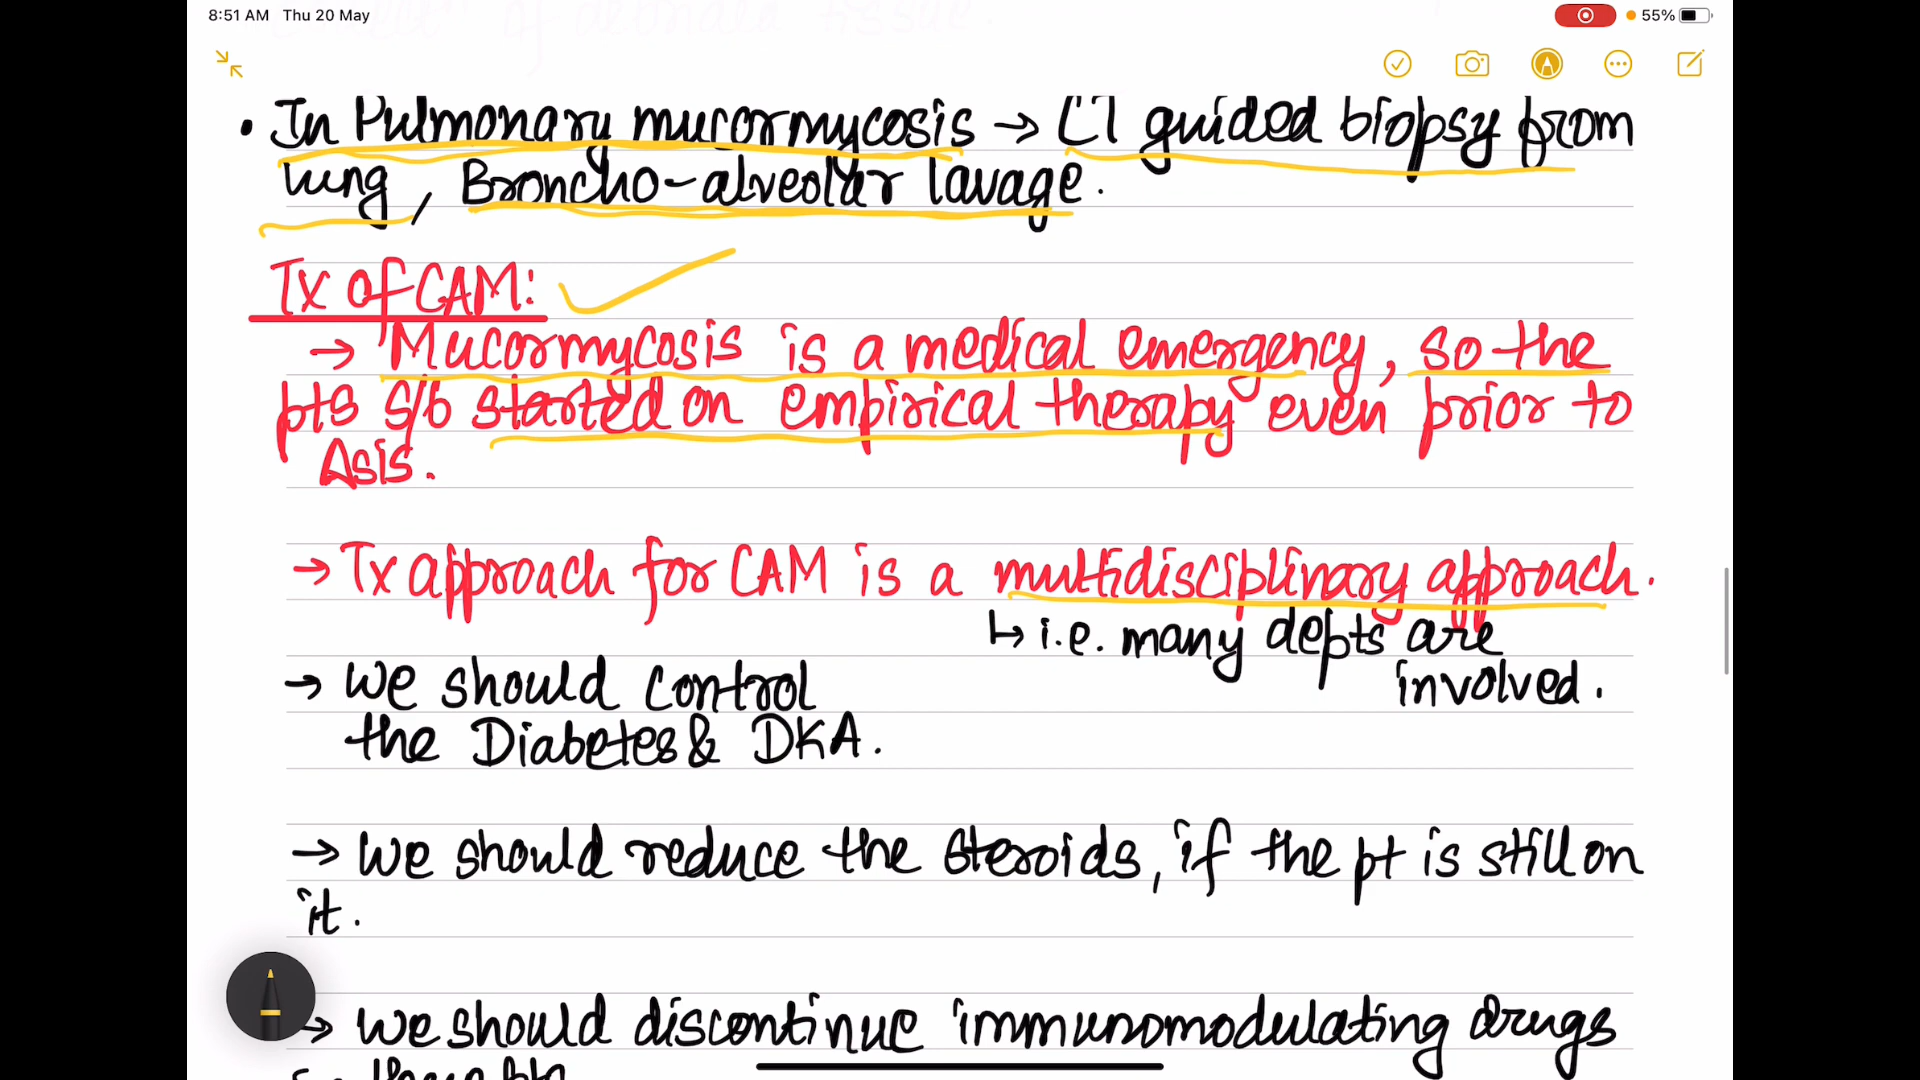 8:51 AM Thu 20 May
55%
• In Pulmonary mucormycosis → CT guided biopsy from
lung, Broncho-alveolar lavage.
Tx of CAM:
→ Mucormycosis is a medical emergency, so the
pts s/b started on empirical therapy even prior to
Δsis.
→ Tx approach for CAM is a multidisciplinary approach.
↳ i.e. many depts are
involved.
→ We should control
the Diabetes & DKA.
→ We should reduce the steroids, if the pt is still on
it.
→ We should discontinue immunomodulating drugs